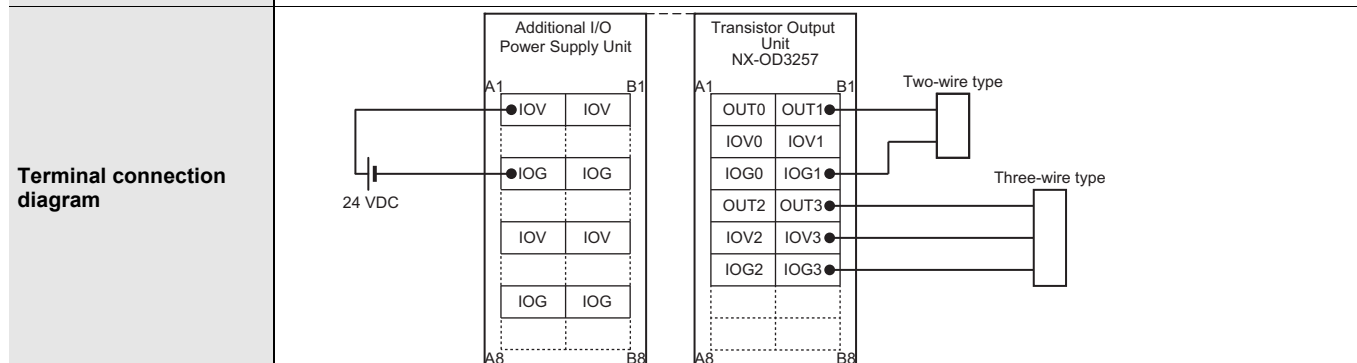 Terminal connection
diagram
24 VDC
Additional I/O
Power Supply Unit
A1 B1
IOV IOV
IOG IOG
IOV IOV
IOG IOG
A8 B8
Transistor Output
Unit
NX-OD3257
A1 B1
OUT0 OUT1
IOV0 IOV1
IOG0 IOG1
OUT2 OUT3
IOV2 IOV3
IOG2 IOG3
A8 B8
Two-wire type
Three-wire type